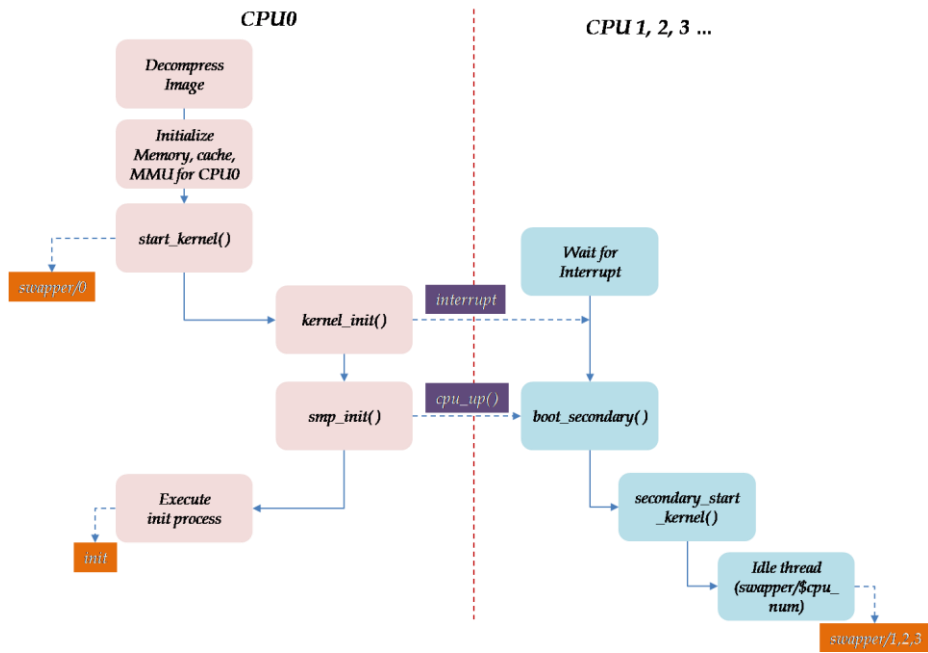 CPU0
CPU 1, 2, 3 ...
Decompress
Image
Initialize
Memory, cache,
MMU for CPU0
start_kernel()
swapper/0
Wait for
Interrupt
kernel_init()
interrupt
smp_init()
cpu_up()
boot_secondary()
Execute
init process
init
secondary_start
_kernel()
Idle thread
(swapper/$cpu_
num)
swapper/1,2,3